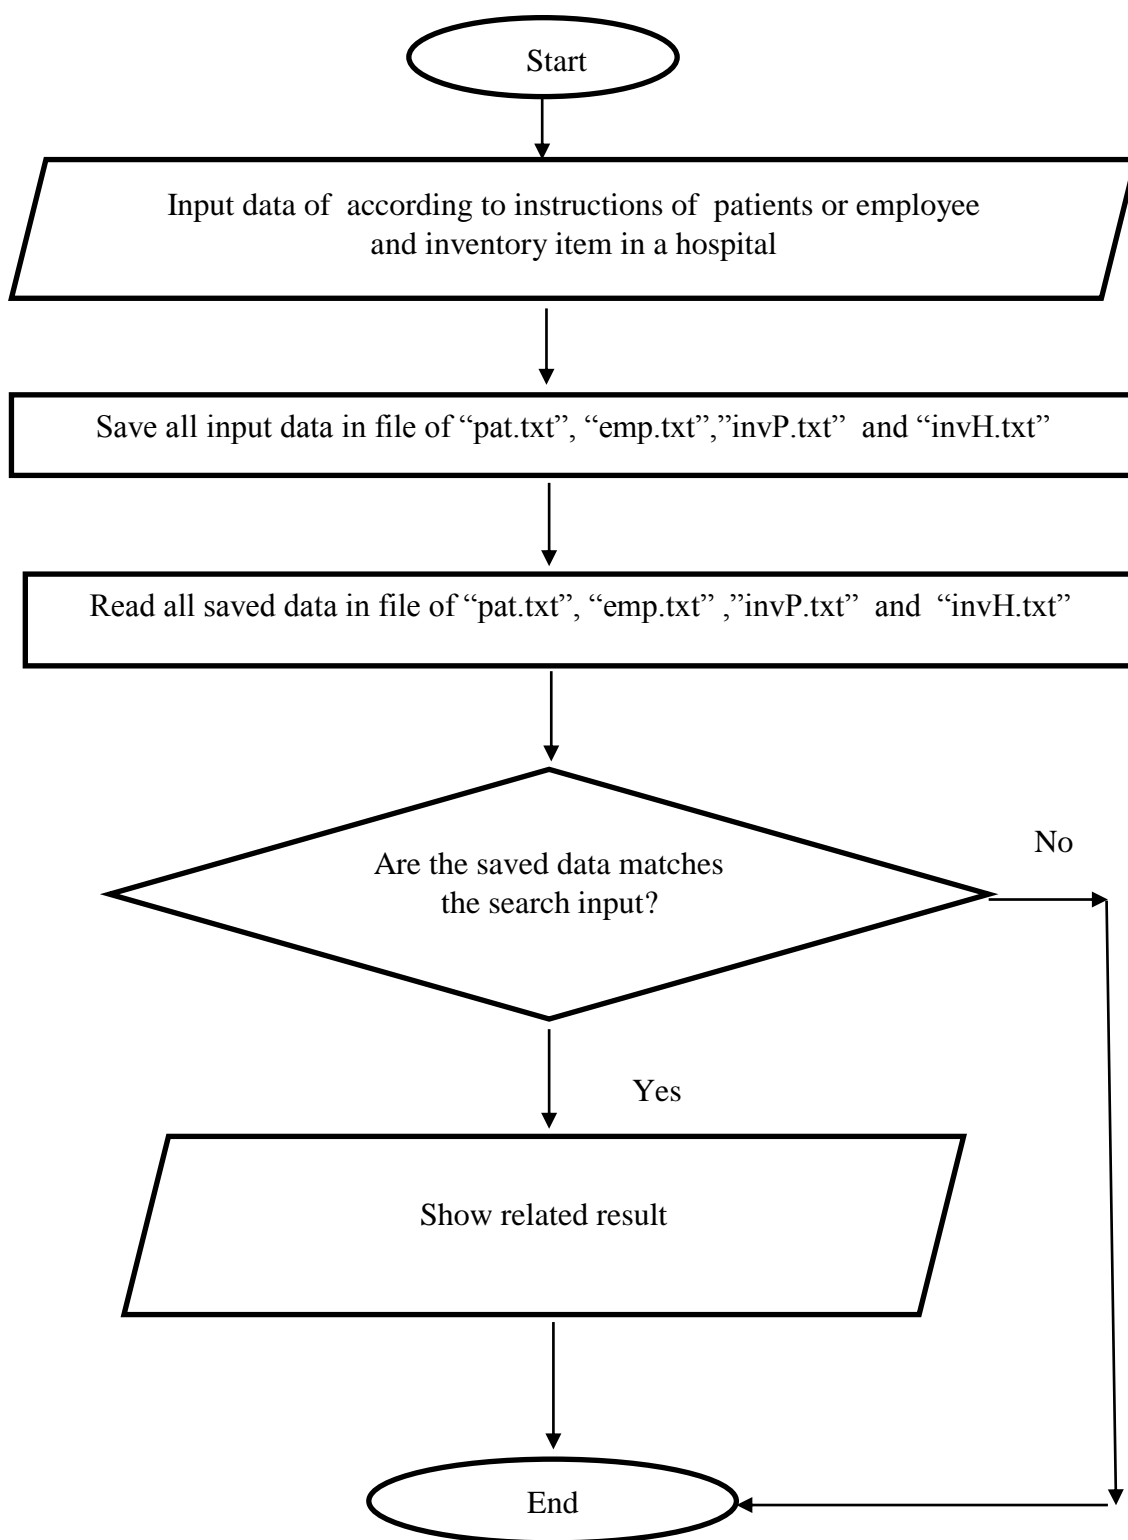 Start
Input data of  according to instructions of  patients or employee
and inventory item in a hospital
Save all input data in file of “pat.txt”, “emp.txt”,”invP.txt”  and “invH.txt”
Read all saved data in file of “pat.txt”, “emp.txt” ,”invP.txt”  and  “invH.txt”
Are the saved data matches
the search input?
No
Yes
Show related result
End